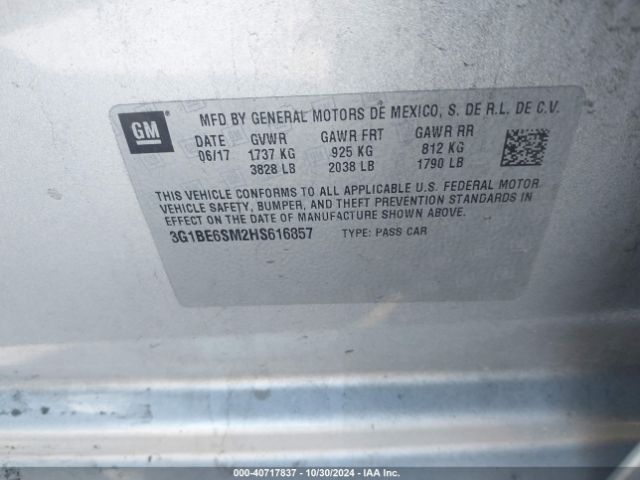 GM
MFD BY GENERAL MOTORS DE MEXICO, S. DE R.L. DE C.V.
DATE GVWR GAWR FRT GAWR RR
06/17 1737 KG 925 KG 812 KG
3828 LB 2038 LB 1790 LB
THIS VEHICLE CONFORMS TO ALL APPLICABLE U.S. FEDERAL MOTOR
VEHICLE SAFETY, BUMPER, AND THEFT PREVENTION STANDARDS IN
EFFECT ON THE DATE OF MANUFACTURE SHOWN ABOVE.
3G1BE6SM2HS616857 TYPE: PASS CAR
000-40717837 - 10/30/2024 - IAA Inc.